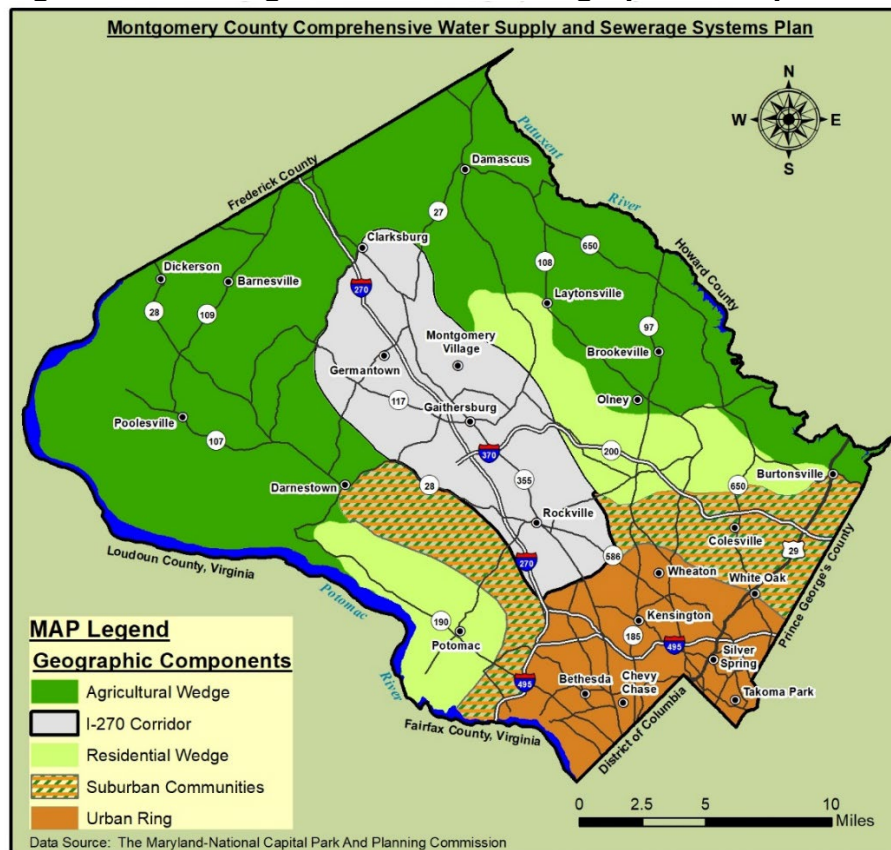 Montgomery County Comprehensive Water Supply and Sewerage Systems Plan
N
W
E
S
Patuxent
River
Frederick County
Howard County
Damascus
27
650
Clarksburg
108
Dickerson
Barnesville
270
Laytonsville
28
109
97
Montgomery
Village
Brookeville
Germantown
117
Olney
Gaithersburg
Poolesville
107
370
200
Burtonsville
Darnestown
28
355
650
Rockville
Colesville
29
586
270
Loudoun County, Virginia
Wheaton
White Oak
Prince George's County
Potomac
River
190
Potomac
Kensington
185
495
Silver
Spring
495
Bethesda
Chevy
Chase
Takoma Park
Fairfax County, Virginia
District of Columbia
MAP Legend
Geographic Components
Agricultural Wedge
I-270 Corridor
Residential Wedge
Suburban Communities
Urban Ring
0 2.5 5 10
Miles
Data Source: The Maryland-National Capital Park And Planning Commission